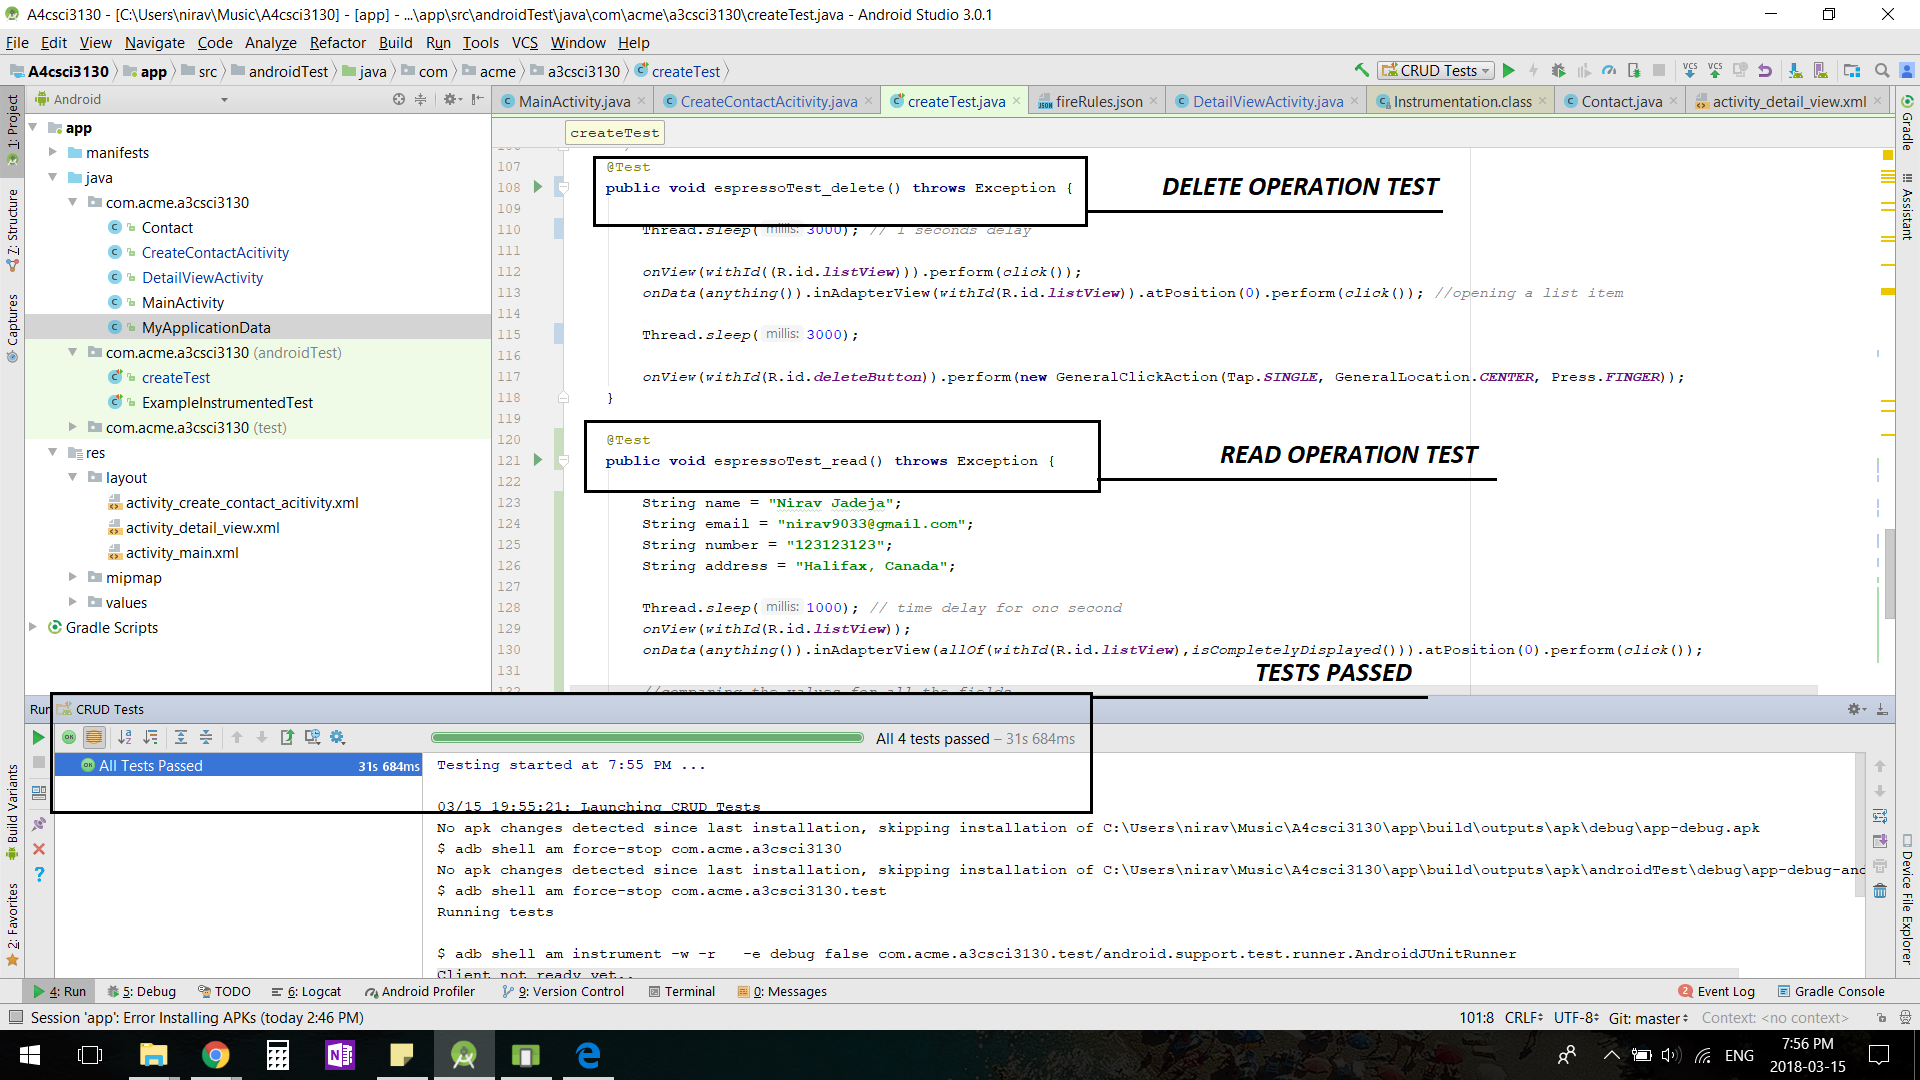 A4csci3130 - [C:\Users\nirav\Music\A4csci3130] - [app] - ...\app\src\androidTest\java\com\acme\a3csci3130\createTest.java - Android Studio 3.0.1
File Edit View Navigate Code Analyze Refactor Build Run Tools VCS Window Help
A4csci3130 app src androidTest java com acme a3csci3130 createTest CRUD Tests
Android
MainActivity.java CreateContactAcitivity.java createTest.java fireRules.json DetailViewActivity.java Instrumentation.class Contact.java activity_detail_view.xml
1: Project
7: Structure
Captures
Build Variants
2: Favorites
app
manifests
java
com.acme.a3csci3130
Contact
CreateContactAcitivity
DetailViewActivity
MainActivity
MyApplicationData
com.acme.a3csci3130 (androidTest)
createTest
ExampleInstrumentedTest
com.acme.a3csci3130 (test)
res
layout
activity_create_contact_acitivity.xml
activity_detail_view.xml
activity_main.xml
mipmap
values
Gradle Scripts
createTest
107 @Test
108 public void espressoTest_delete() throws Exception {
DELETE OPERATION TEST
109
110 Thread.sleep( millis: 3000); // 1 seconds delay
111
112 onView(withId((R.id.listView))).perform(click());
113 onData(anything()).inAdapterView(withId(R.id.listView)).atPosition(0).perform(click()); //opening a list item
114
115 Thread.sleep( millis: 3000);
116
117 onView(withId(R.id.deleteButton)).perform(new GeneralClickAction(Tap.SINGLE, GeneralLocation.CENTER, Press.FINGER));
118 }
119
120 @Test
121 public void espressoTest_read() throws Exception {
READ OPERATION TEST
122
123 String name = "Nirav Jadeja";
124 String email = "nirav9033@gmail.com";
125 String number = "123123123";
126 String address = "Halifax, Canada";
127
128 Thread.sleep( millis: 1000); // time delay for onc second
129 onView(withId(R.id.listView));
130 onData(anything()).inAdapterView(allOf(withId(R.id.listView),isCompletelyDisplayed())).atPosition(0).perform(click());
131
TESTS PASSED
132 //comparing the values for all the fields
Gradle
Assistant
Device File Explorer
Run CRUD Tests
All 4 tests passed – 31s 684ms
All Tests Passed 31s 684ms
Testing started at 7:55 PM ...
03/15 19:55:21: Launching CRUD Tests
No apk changes detected since last installation, skipping installation of C:\Users\nirav\Music\A4csci3130\app\build\outputs\apk\debug\app-debug.apk
$ adb shell am force-stop com.acme.a3csci3130
No apk changes detected since last installation, skipping installation of C:\Users\nirav\Music\A4csci3130\app\build\outputs\apk\androidTest\debug\app-debug-and
$ adb shell am force-stop com.acme.a3csci3130.test
Running tests
$ adb shell am instrument -w -r -e debug false com.acme.a3csci3130.test/android.support.test.runner.AndroidJUnitRunner
Client not ready yet..
4: Run 5: Debug TODO 6: Logcat Android Profiler 9: Version Control Terminal 0: Messages 2 Event Log Gradle Console
Session 'app': Error Installing APKs (today 2:46 PM) 101:8 CRLF UTF-8 Git: master Context: <no context>
ENG 7:56 PM
2018-03-15